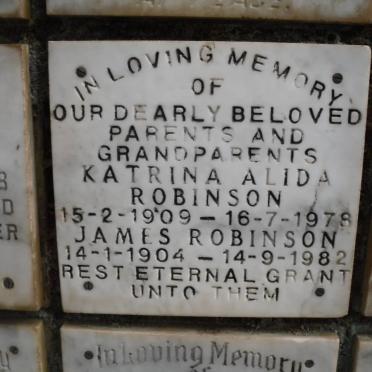 IN LOVING MEMORY
OF
OUR DEARLY BELOVED
PARENTS AND
GRANDPARENTS
KATRINA ALIDA
ROBINSON
15-2-1909 — 16-7-1978
JAMES ROBINSON
14-1-1904 — 14-9-1982
REST ETERNAL GRANT
UNTO THEM
In Loving Memory